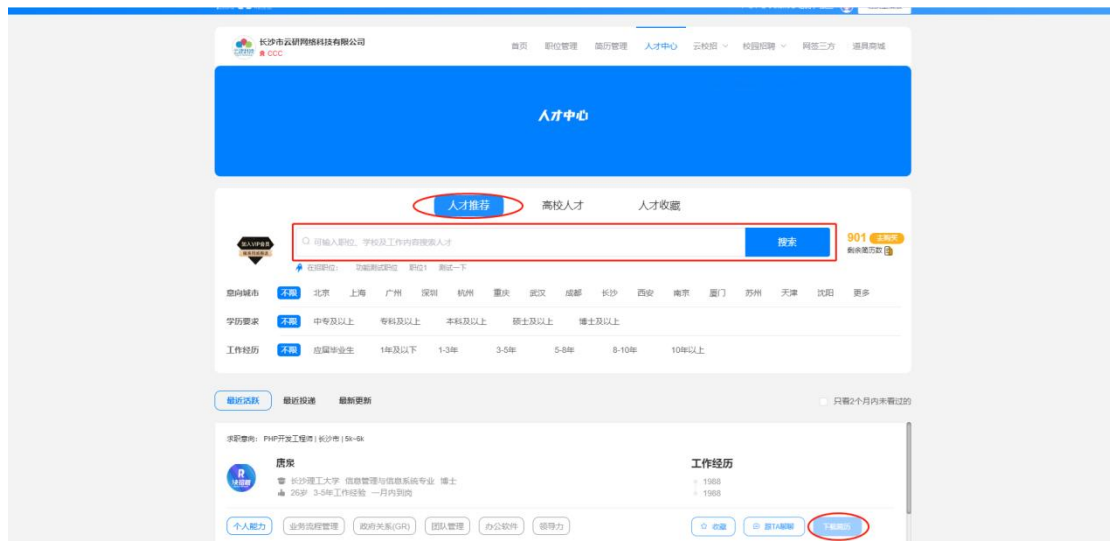 长沙市云研网络科技有限公司
CCC
首页 职位管理 简历管理 人才中心 云校招 校园招聘 网签三方 道具商城
人才中心
人才推荐 高校人才 人才收藏
可输入职位、学校及工作内容搜索人才 搜索
901 去购买
剩余简历数
加入VIP会员
在招职位: 功能测试职位 职位1 测试一下
意向城市 不限 北京 上海 广州 深圳 杭州 重庆 武汉 成都 长沙 西安 南京 厦门 苏州 天津 沈阳 更多
学历要求 不限 中专及以上 专科及以上 本科及以上 硕士及以上 博士及以上
工作经历 不限 应届毕业生 1年及以下 1-3年 3-5年 5-8年 8-10年 10年以上
最近活跃 最近投递 最新更新 只看2个月内未看过的
求职意向: PHP开发工程师 | 长沙市 | 5k-6k
唐泉 工作经历
长沙理工大学 信息管理与信息系统专业 博士 1988
26岁 3-5年工作经验 一月内到岗 1988
个人能力 业务流程管理 政府关系(GR) 团队管理 办公软件 领导力 收藏 跟TA聊聊 下载简历